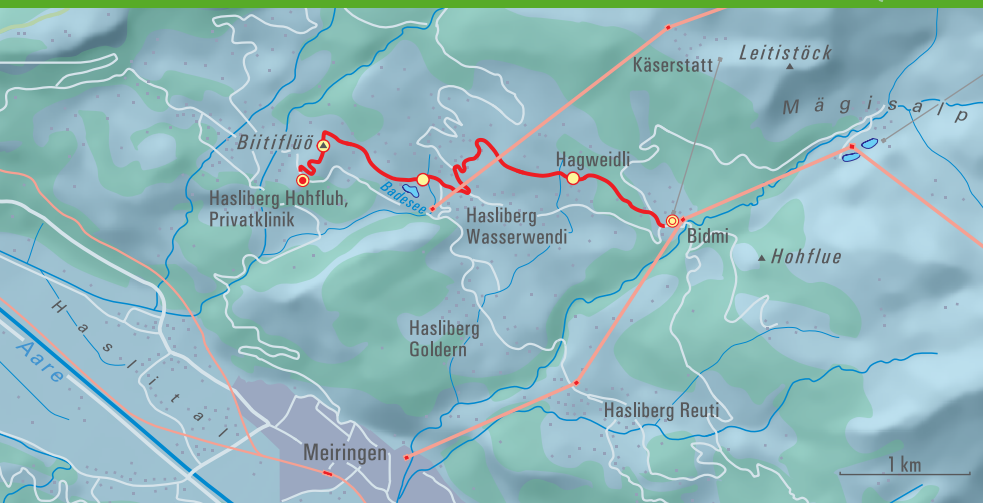 Käserstatt
Leitistöck
Mägisalp
Biitiflüö
Hagweidli
Hasliberg Hohfluh,
Privatklinik
Badesee
Hasliberg
Wasserwendi
Bidmi
Hohflue
Haslital
Aare
Hasliberg
Goldern
Hasliberg Reuti
Meiringen
1 km